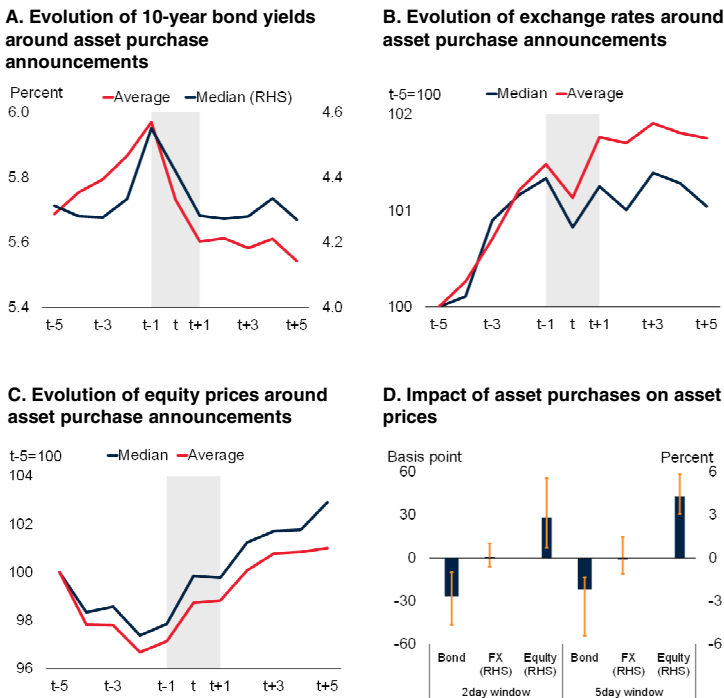 A. Evolution of 10-year bond yields
around asset purchase
announcements
Percent
Average
Median (RHS)
6.0
5.8
5.6
5.4
4.6
4.4
4.2
4.0
t-5
t-3
t-1
t
t+1
t+3
t+5
B. Evolution of exchange rates around
asset purchase announcements
t-5=100
Median
Average
102
101
100
t-5
t-3
t-1
t
t+1
t+3
t+5
C. Evolution of equity prices around
asset purchase announcements
t-5=100
Median
Average
104
102
100
98
96
t-5
t-3
t-1
t
t+1
t+3
t+5
D. Impact of asset purchases on asset
prices
Basis point
Percent
60
30
0
-30
-60
6
3
0
-3
-6
Bond
FX
(RHS)
Equity
(RHS)
Bond
FX
(RHS)
Equity
(RHS)
2day window
5day window